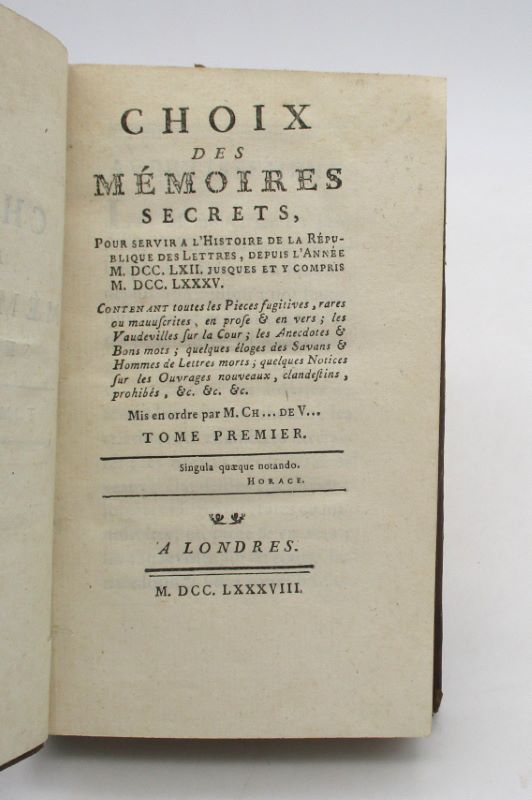 CHOIX
DES
MÉMOIRES
SECRETS,
POUR SERVIR A L'HISTOIRE DE LA RÉPU-
BLIQUE DES LETTRES, DEPUIS L'ANNÉE
M. DCC. LXII. JUSQUES ET Y COMPRIS
M. DCC. LXXXV.
CONTENANT toutes les Pieces fugitives, rares
ou mauuſcrites, en proſe & en vers; les
Vaudevilles ſur la Cour; les Anecdotes &
Bons mots; quelques éloges des Savans &
Hommes de Lettres morts; quelques Notices
ſur les Ouvrages nouveaux, clandeſtins,
prohibés, &c. &c. &c.
Mis en ordre par M. CH... DE V...
TOME PREMIER.
Singula quæque notando.
HORACE.
A LONDRES.
M. DCC. LXXXVIII.